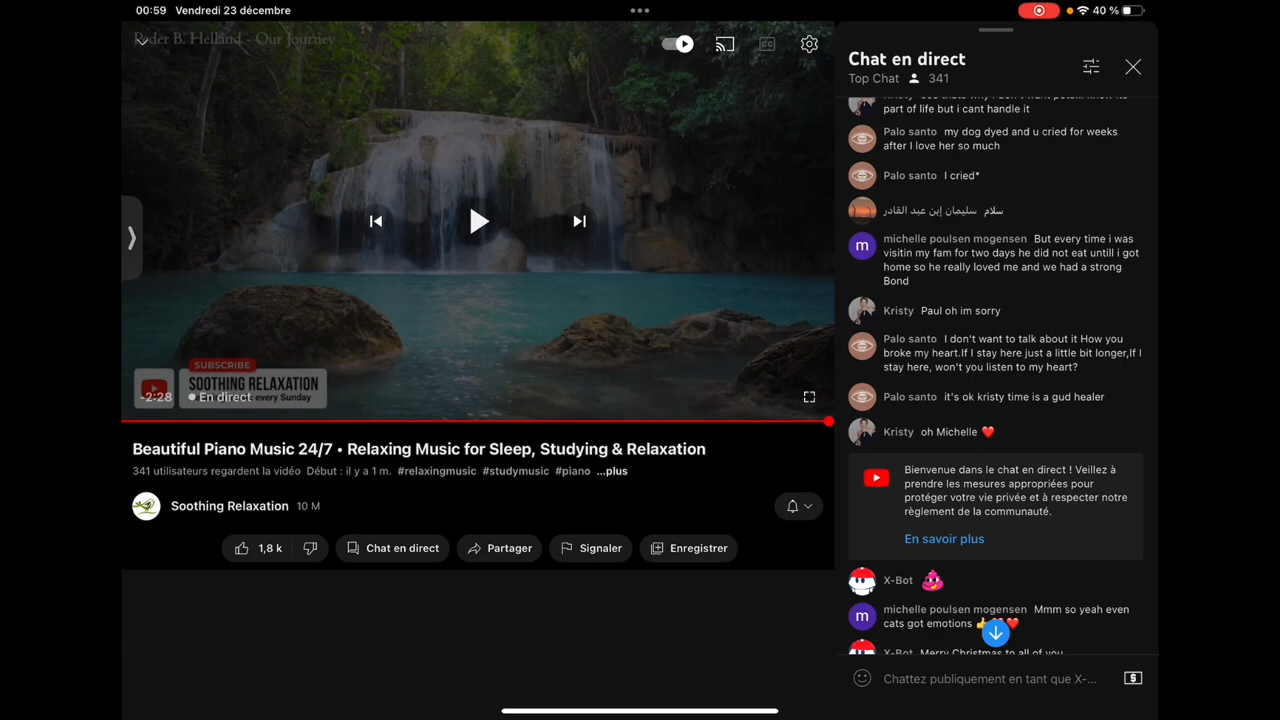 00:59 Vendredi 23 décembre
40 %
Peder B. Helland - Our Journey
CC
SUBSCRIBE
SOOTHING RELAXATION
every Sunday
-2:28 En direct
Beautiful Piano Music 24/7 • Relaxing Music for Sleep, Studying & Relaxation
341 utilisateurs regardent la vidéo Début : il y a 1 m. #relaxingmusic #studymusic #piano ...plus
Soothing Relaxation 10 M
1,8 k
Chat en direct
Partager
Signaler
Enregistrer
Chat en direct
Top Chat 341
part of life but i cant handle it
Palo santo my dog dyed and u cried for weeks
after I love her so much
Palo santo I cried*
سليمان إبن عبد القادر سلام
michelle poulsen mogensen But every time i was
visitin my fam for two days he did not eat untill i got
home so he really loved me and we had a strong
Bond
Kristy Paul oh im sorry
Palo santo I don't want to talk about it How you
broke my heart.If I stay here just a little bit longer,If I
stay here, won't you listen to my heart?
Palo santo it's ok kristy time is a gud healer
Kristy oh Michelle ❤️
Bienvenue dans le chat en direct ! Veillez à
prendre les mesures appropriées pour
protéger votre vie privée et à respecter notre
règlement de la communauté.
En savoir plus
X-Bot
michelle poulsen mogensen Mmm so yeah even
cats got emotions
X-Bot Merry Christmas to all of you
Chattez publiquement en tant que X-...